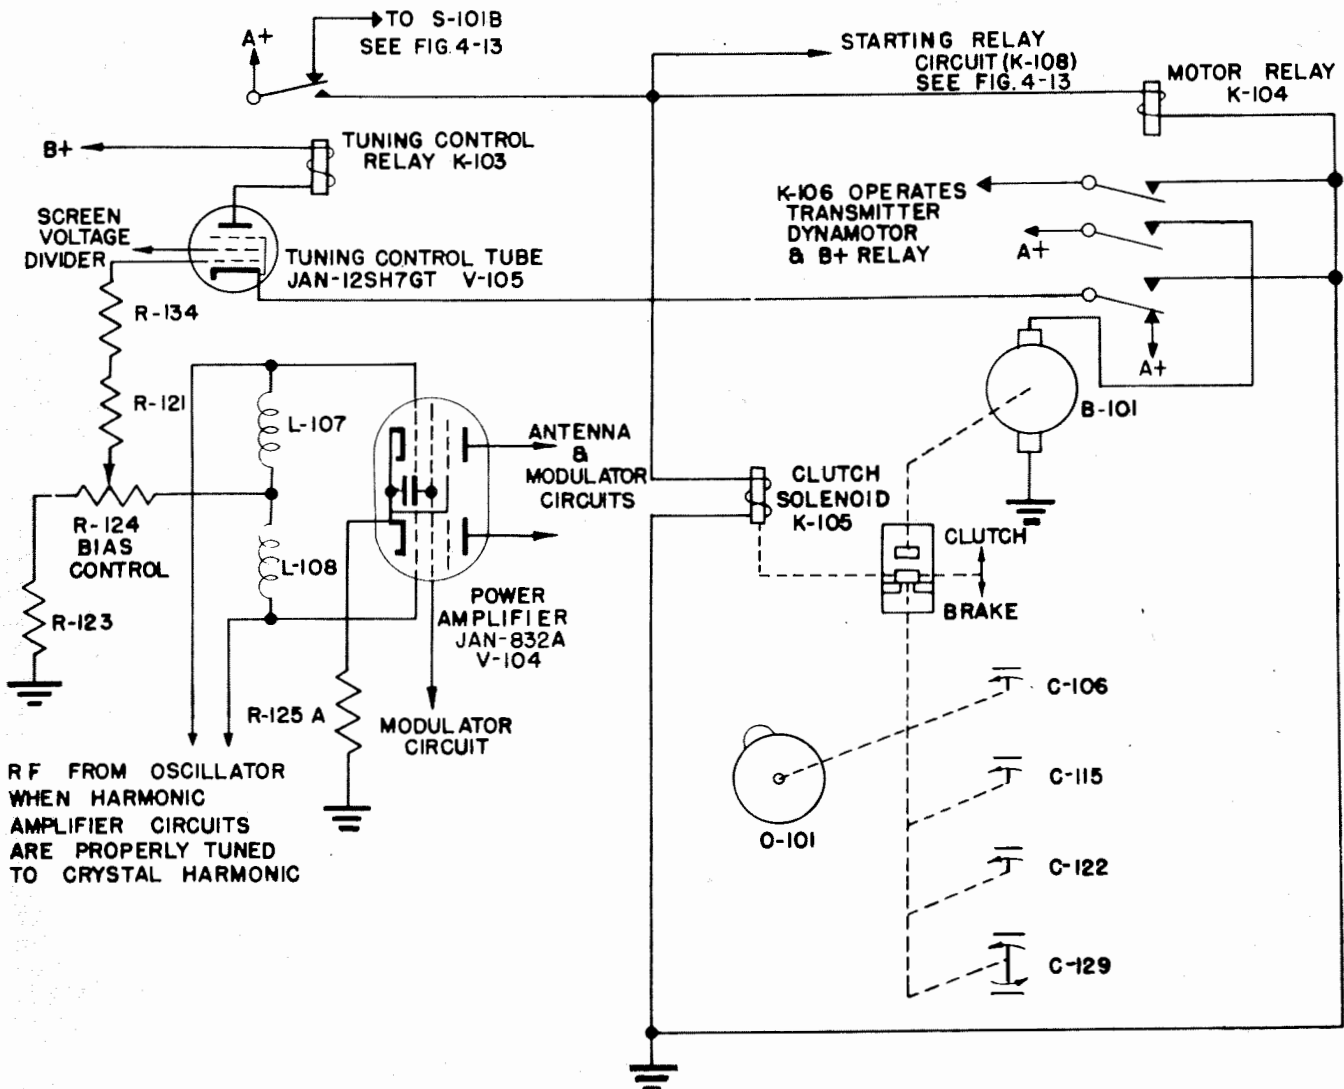 A+
TO S-101B
SEE FIG. 4-13
STARTING RELAY
CIRCUIT (K-108)
SEE FIG. 4-13
MOTOR RELAY
K-104
B+
TUNING CONTROL
RELAY K-103
K-106 OPERATES
TRANSMITTER
DYNAMOTOR
& B+ RELAY
A+
SCREEN
VOLTAGE
DIVIDER
TUNING CONTROL TUBE
JAN-12SH7GT V-105
R-134
A+
B-101
R-121
L-107
ANTENNA
&
MODULATOR
CIRCUITS
CLUTCH
SOLENOID
K-105
R-124
BIAS
CONTROL
L-108
CLUTCH
BRAKE
R-123
POWER
AMPLIFIER
JAN-832A
V-104
R-125 A
MODULATOR
CIRCUIT
C-106
RF FROM OSCILLATOR
WHEN HARMONIC
AMPLIFIER CIRCUITS
ARE PROPERLY TUNED
TO CRYSTAL HARMONIC
O-101
C-115
C-122
C-129